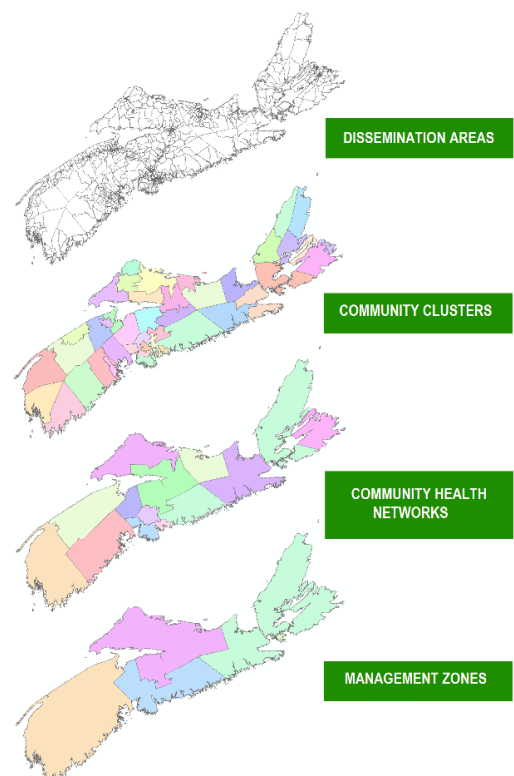 DISSEMINATION AREAS
COMMUNITY CLUSTERS
COMMUNITY HEALTH
NETWORKS
MANAGEMENT ZONES